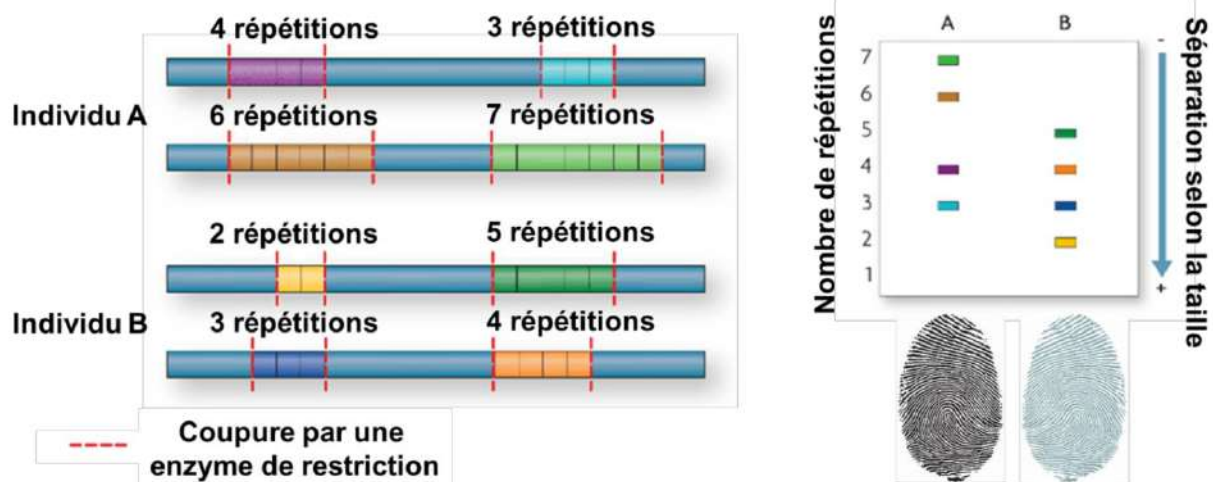 4 répétitions
3 répétitions
Individu A
6 répétitions
7 répétitions
2 répétitions
5 répétitions
Individu B
3 répétitions
4 répétitions
Coupure par une
enzyme de restriction
Nombre de répétitions
A
B
7
6
5
4
3
2
1
-
+
Séparation selon la taille